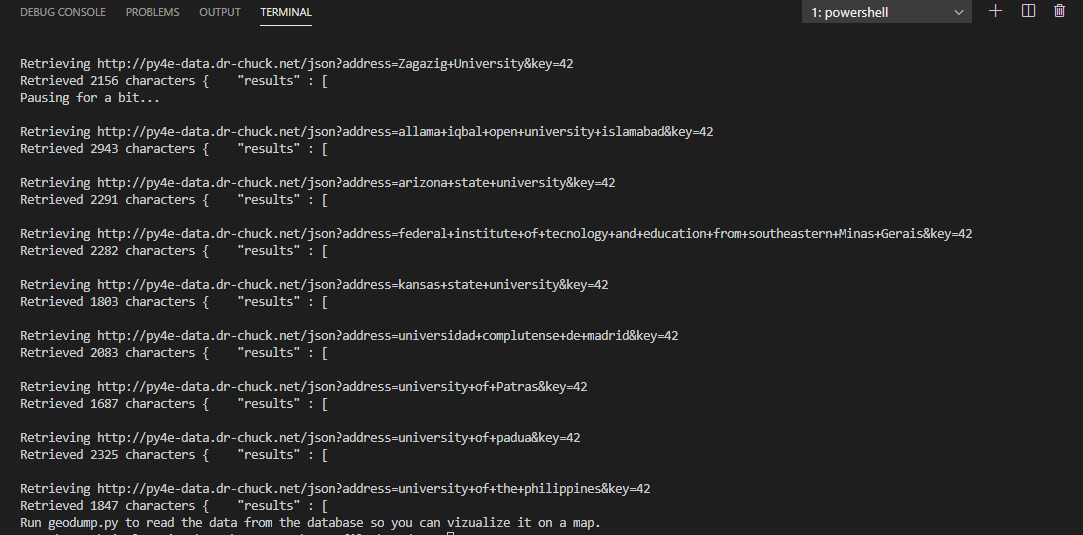 DEBUG CONSOLE PROBLEMS OUTPUT TERMINAL 1: powershell
Retrieving http://py4e-data.dr-chuck.net/json?address=Zagazig+University&key=42
Retrieved 2156 characters {    "results" : [
Pausing for a bit...
Retrieving http://py4e-data.dr-chuck.net/json?address=allama+iqbal+open+university+islamabad&key=42
Retrieved 2943 characters {    "results" : [
Retrieving http://py4e-data.dr-chuck.net/json?address=arizona+state+university&key=42
Retrieved 2291 characters {    "results" : [
Retrieving http://py4e-data.dr-chuck.net/json?address=federal+institute+of+tecnology+and+education+from+southeastern+Minas+Gerais&key=42
Retrieved 2282 characters {    "results" : [
Retrieving http://py4e-data.dr-chuck.net/json?address=kansas+state+university&key=42
Retrieved 1803 characters {    "results" : [
Retrieving http://py4e-data.dr-chuck.net/json?address=universidad+complutense+de+madrid&key=42
Retrieved 2083 characters {    "results" : [
Retrieving http://py4e-data.dr-chuck.net/json?address=university+of+Patras&key=42
Retrieved 1687 characters {    "results" : [
Retrieving http://py4e-data.dr-chuck.net/json?address=university+of+padua&key=42
Retrieved 2325 characters {    "results" : [
Retrieving http://py4e-data.dr-chuck.net/json?address=university+of+the+philippines&key=42
Retrieved 1847 characters {    "results" : [
Run geodump.py to read the data from the database so you can vizualize it on a map.